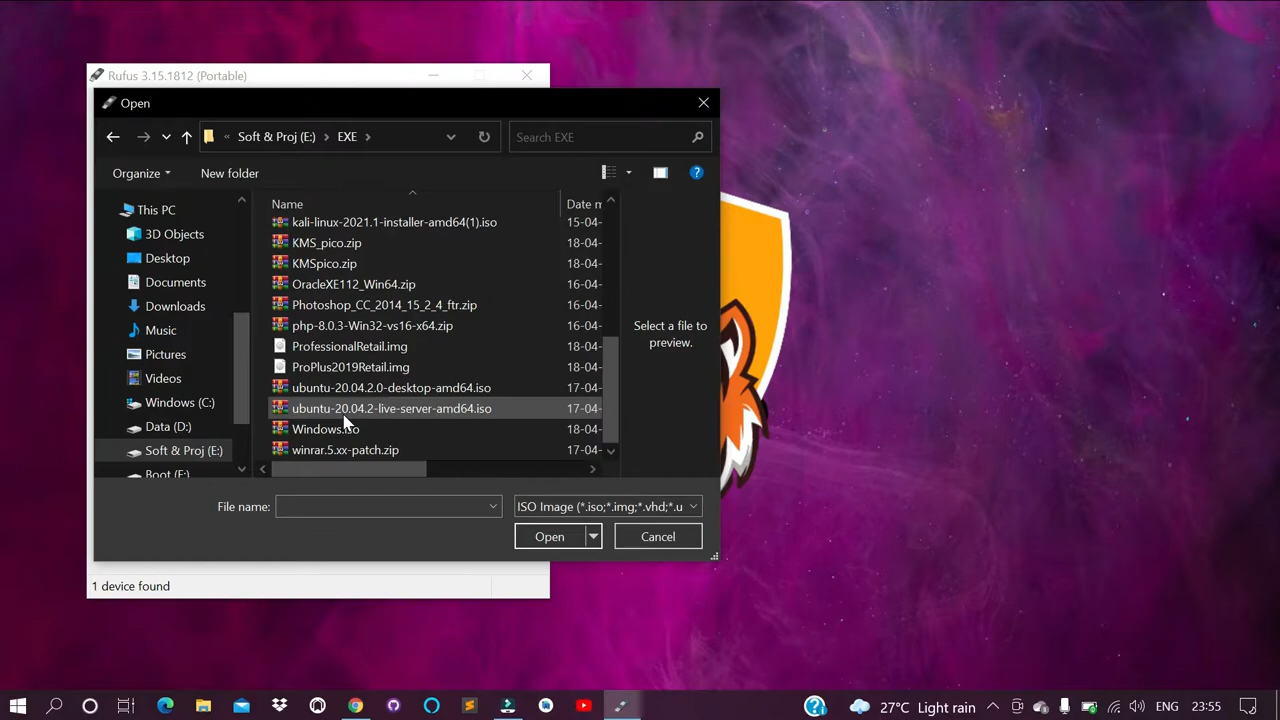 Rufus 3.15.1812 (Portable)
Open
« Soft & Proj (E:) > EXE >
Search EXE
Organize
New folder
This PC
3D Objects
Desktop
Documents
Downloads
Music
Pictures
Videos
Windows (C:)
Data (D:)
Soft & Proj (E:)
Boot (F:)
Name
Date m
kali-linux-2021.1-installer-amd64(1).iso 15-04-
KMS_pico.zip 18-04-
KMSpico.zip 18-04-
OracleXE112_Win64.zip 16-04-
Photoshop_CC_2014_15_2_4_ftr.zip 16-04-
php-8.0.3-Win32-vs16-x64.zip 16-04-
ProfessionalRetail.img 18-04-
ProPlus2019Retail.img 18-04-
ubuntu-20.04.2.0-desktop-amd64.iso 17-04-
ubuntu-20.04.2-live-server-amd64.iso 17-04-
Windows.iso 18-04-
winrar.5.xx-patch.zip 17-04-
Select a file to
preview.
File name:
ISO Image (*.iso;*.img;*.vhd;*.u
Open
Cancel
1 device found
27°C Light rain
ENG
23:55